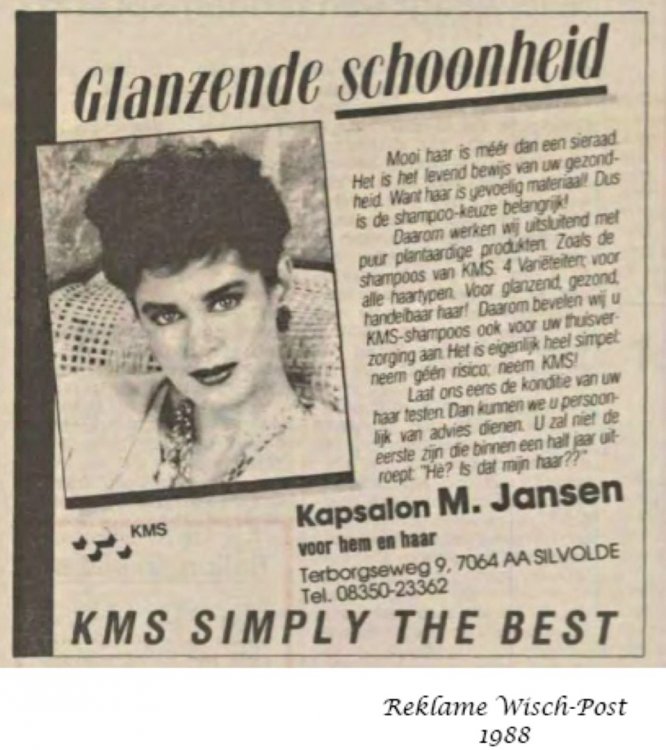 Glanzende schoonheid
Mooi haar is méér dan een sieraad.
Het is het levend bewijs van uw gezond-
heid. Want haar is gevoelig materiaal! Dus
is de shampoo-keuze belangrijk!
Daarom werken wij uitsluitend met
puur plantaardige produkten. Zoals de
shampoos van KMS. 4 Variëteiten; voor
alle haartypen. Voor glanzend, gezond,
handelbaar haar! Daarom bevelen wij u
KMS-shampoos ook voor uw thuisver-
zorging aan. Het is eigenlijk heel simpel:
neem géén risico; neem KMS!
Laat ons eens de konditie van uw
haar testen. Dan kunnen we u persoon-
lijk van advies dienen. U zal niet de
eerste zijn die binnen een half jaar uit-
roept: "Hé? Is dat mijn haar??"
KMS
Kapsalon M. Jansen
voor hem en haar
Terborgseweg 9, 7064 AA SILVOLDE
Tel. 08350-23362
KMS SIMPLY THE BEST
Reklame Wisch-Post
1988